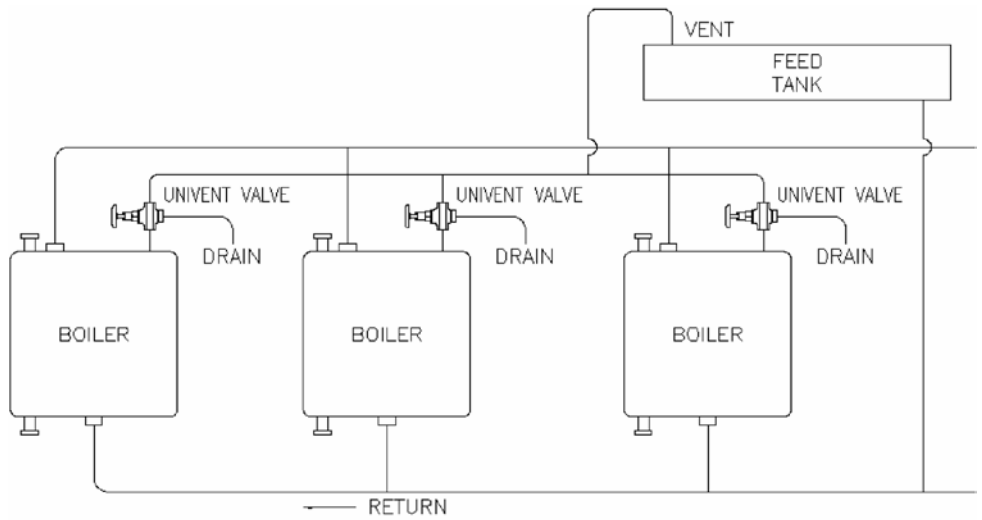 VENT
FEED
TANK
UNIVENT VALVE
UNIVENT VALVE
UNIVENT VALVE
DRAIN
DRAIN
DRAIN
BOILER
BOILER
BOILER
RETURN